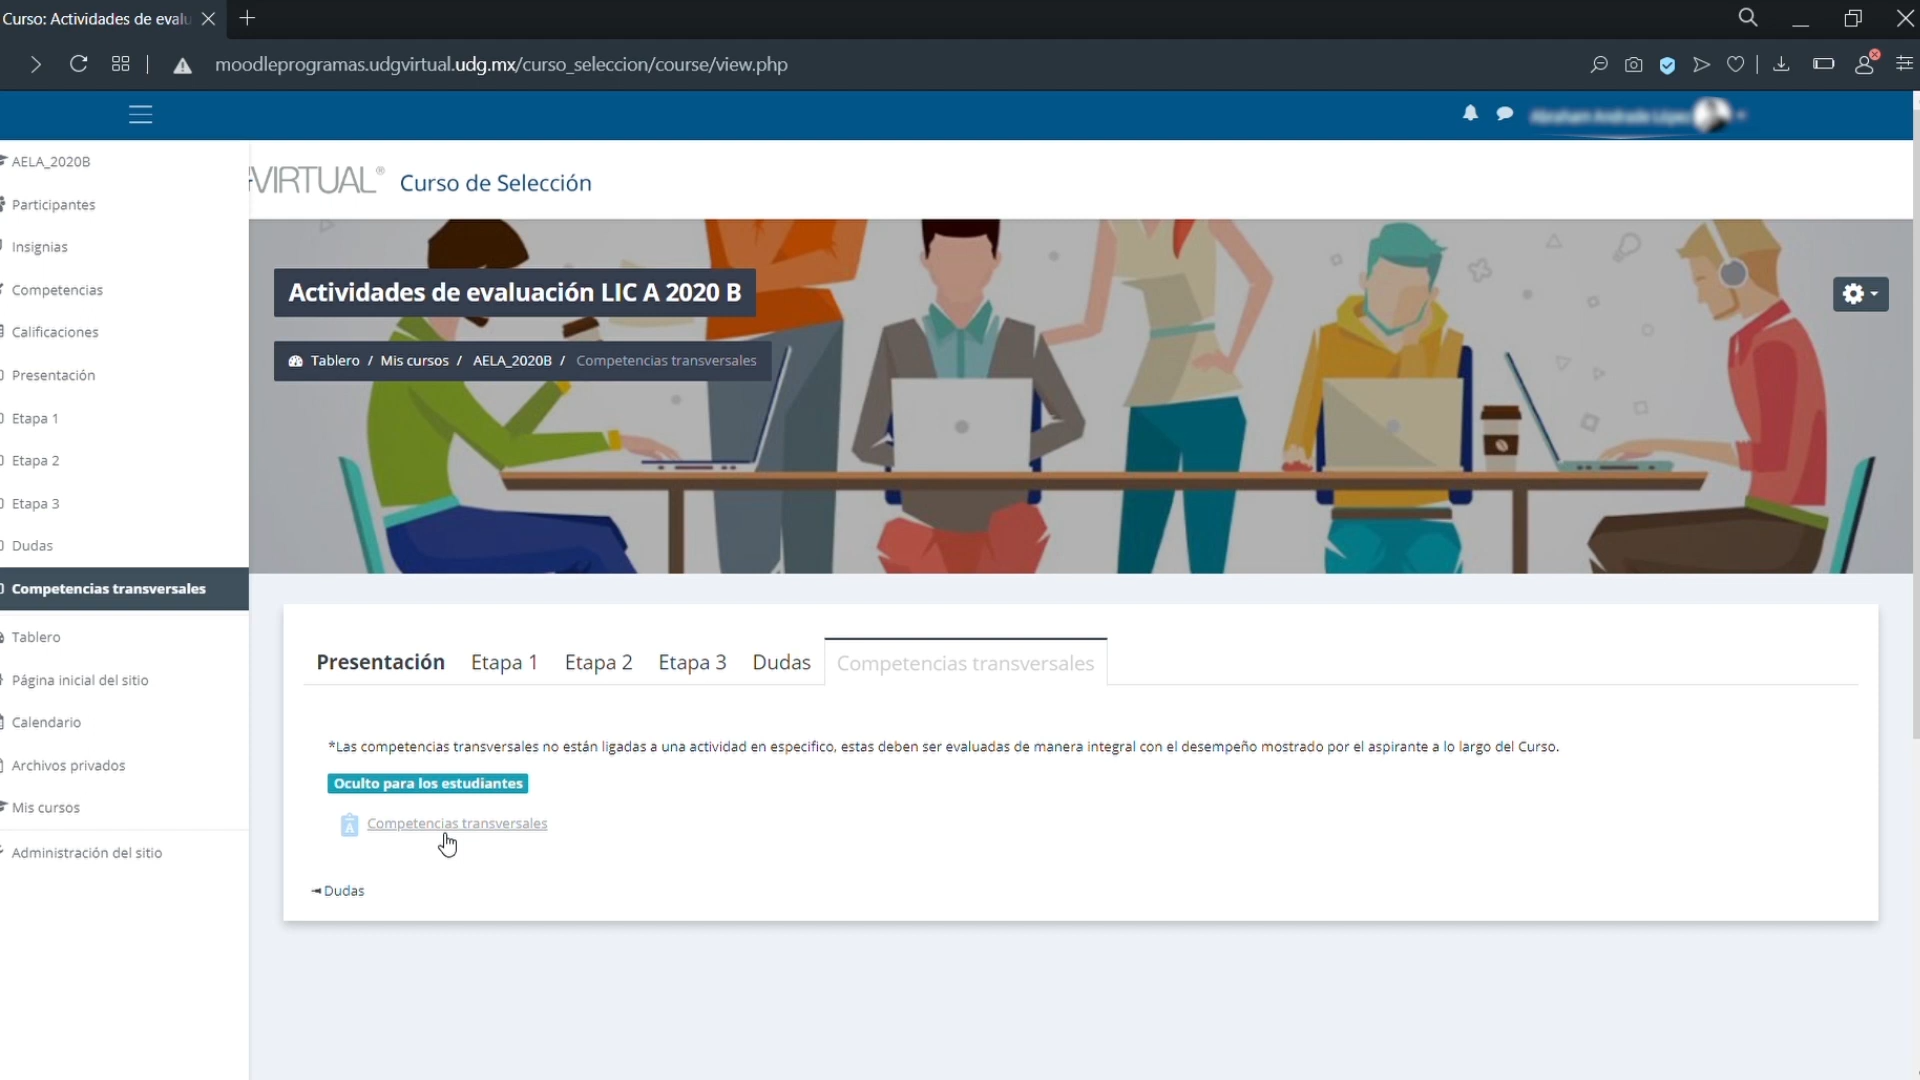 Curso: Actividades de evalu
moodleprogramas.udgvirtual.udg.mx/curso_seleccion/course/view.php
VIRTUAL® Curso de Selección
AELA_2020B
Participantes
Insignias
Competencias
Calificaciones
Presentación
Etapa 1
Etapa 2
Etapa 3
Dudas
Competencias transversales
Tablero
Página inicial del sitio
Calendario
Archivos privados
Mis cursos
Administración del sitio
Actividades de evaluación LIC A 2020 B
Tablero / Mis cursos / AELA_2020B / Competencias transversales
Presentación Etapa 1 Etapa 2 Etapa 3 Dudas Competencias transversales
*Las competencias transversales no están ligadas a una actividad en especifico, estas deben ser evaluadas de manera integral con el desempeño mostrado por el aspirante a lo largo del Curso.
Oculto para los estudiantes
Competencias transversales
◄ Dudas